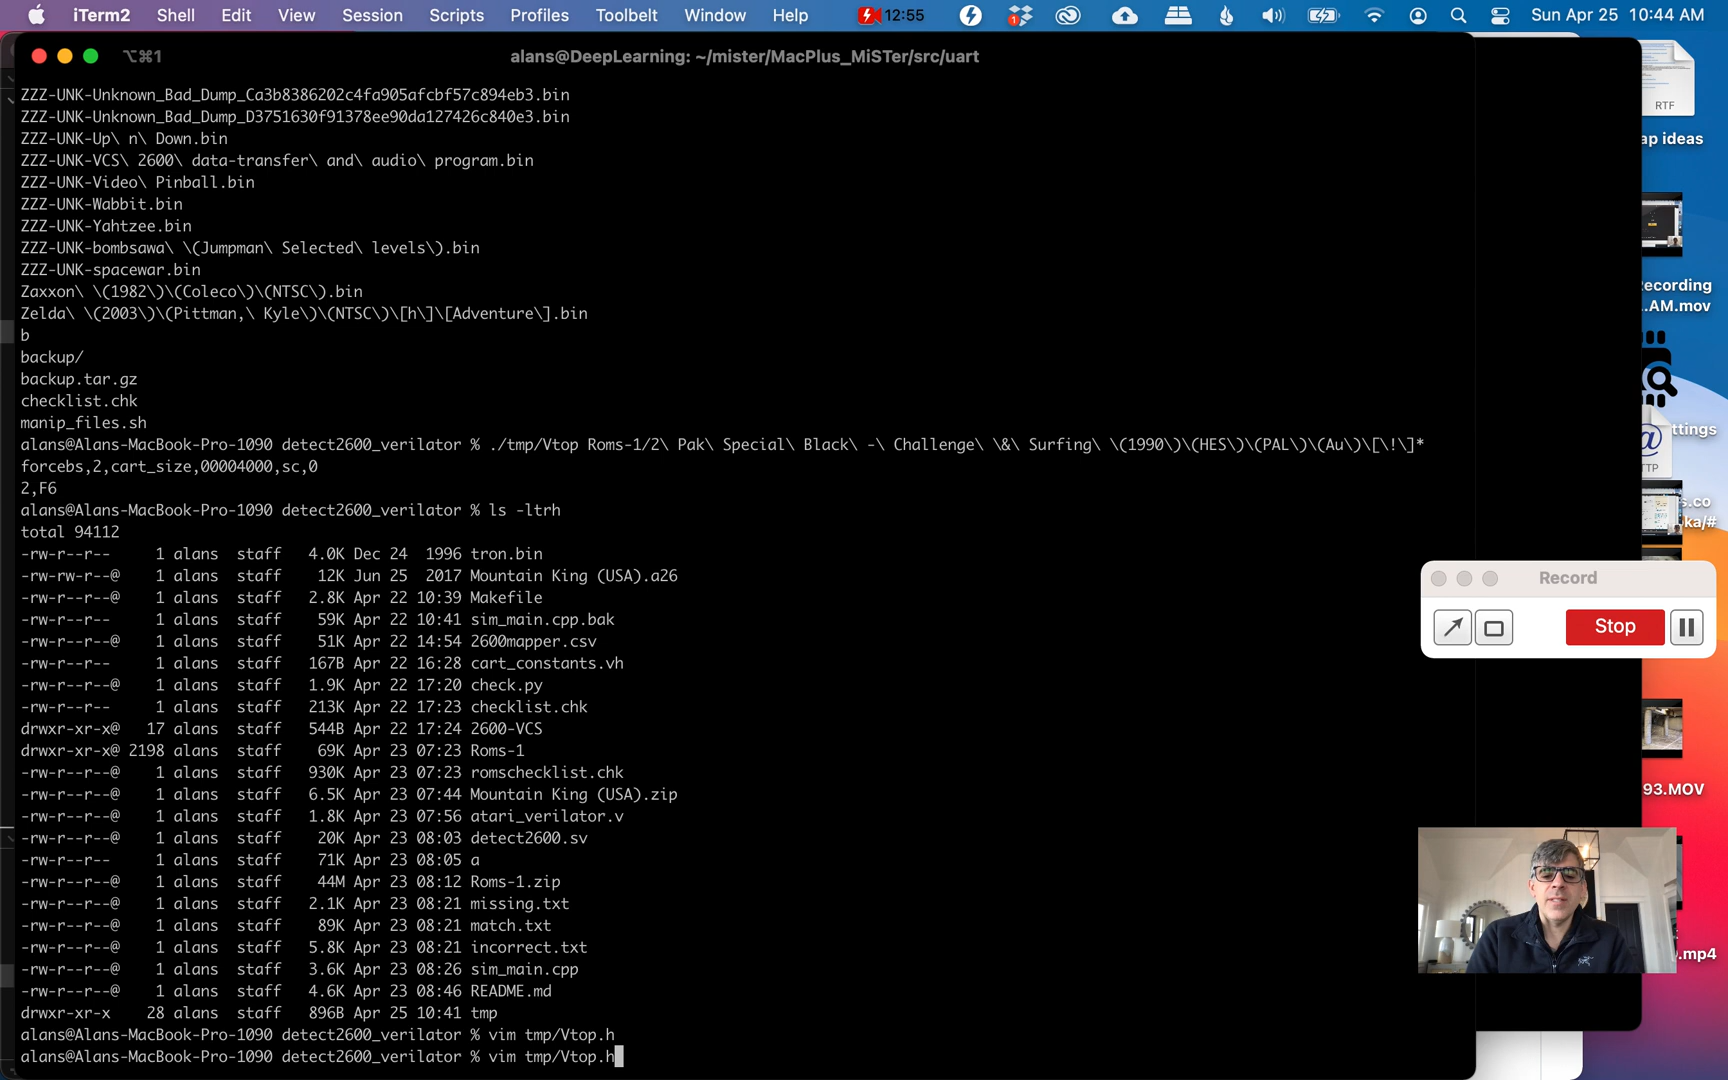 iTerm2 Shell Edit View Session Scripts Profiles Toolbelt Window Help 12:55 1 Sun Apr 25 10:44 AM
⌥⌘1 alans@DeepLearning: ~/mister/MacPlus_MiSTer/src/uart
ZZZ-UNK-Unknown_Bad_Dump_Ca3b8386202c4fa905afcbf57c894eb3.bin
ZZZ-UNK-Unknown_Bad_Dump_D3751630f91378ee90da127426c840e3.bin
ZZZ-UNK-Up\ n\ Down.bin
ZZZ-UNK-VCS\ 2600\ data-transfer\ and\ audio\ program.bin
ZZZ-UNK-Video\ Pinball.bin
ZZZ-UNK-Wabbit.bin
ZZZ-UNK-Yahtzee.bin
ZZZ-UNK-bombsawa\ \(Jumpman\ Selected\ levels\).bin
ZZZ-UNK-spacewar.bin
Zaxxon\ \(1982\)\(Coleco\)\(NTSC\).bin
Zelda\ \(2003\)\(Pittman,\ Kyle\)\(NTSC\)\[h\]\[Adventure\].bin
b
backup/
backup.tar.gz
checklist.chk
manip_files.sh
alans@Alans-MacBook-Pro-1090 detect2600_verilator % ./tmp/Vtop Roms-1/2\ Pak\ Special\ Black\ -\ Challenge\ \&\ Surfing\ \(1990\)\(HES\)\(PAL\)\(Au\)\[\!\]*
forcebs,2,cart_size,00004000,sc,0
2,F6
alans@Alans-MacBook-Pro-1090 detect2600_verilator % ls -ltrh
total 94112
-rw-r--r-- 1 alans staff 4.0K Dec 24 1996 tron.bin
-rw-rw-r--@ 1 alans staff 12K Jun 25 2017 Mountain King (USA).a26
-rw-r--r--@ 1 alans staff 2.8K Apr 22 10:39 Makefile
-rw-r--r-- 1 alans staff 59K Apr 22 10:41 sim_main.cpp.bak
-rw-r--r--@ 1 alans staff 51K Apr 22 14:54 2600mapper.csv
-rw-r--r-- 1 alans staff 167B Apr 22 16:28 cart_constants.vh
-rw-r--r--@ 1 alans staff 1.9K Apr 22 17:20 check.py
-rw-r--r-- 1 alans staff 213K Apr 22 17:23 checklist.chk
drwxr-xr-x@ 17 alans staff 544B Apr 22 17:24 2600-VCS
drwxr-xr-x@ 2198 alans staff 69K Apr 23 07:23 Roms-1
-rw-r--r--@ 1 alans staff 930K Apr 23 07:23 romschecklist.chk
-rw-r--r--@ 1 alans staff 6.5K Apr 23 07:44 Mountain King (USA).zip
-rw-r--r--@ 1 alans staff 1.8K Apr 23 07:56 atari_verilator.v
-rw-r--r--@ 1 alans staff 20K Apr 23 08:03 detect2600.sv
-rw-r--r-- 1 alans staff 71K Apr 23 08:05 a
-rw-r--r--@ 1 alans staff 44M Apr 23 08:12 Roms-1.zip
-rw-r--r--@ 1 alans staff 2.1K Apr 23 08:21 missing.txt
-rw-r--r--@ 1 alans staff 89K Apr 23 08:21 match.txt
-rw-r--r--@ 1 alans staff 5.8K Apr 23 08:21 incorrect.txt
-rw-r--r--@ 1 alans staff 3.6K Apr 23 08:26 sim_main.cpp
-rw-r--r--@ 1 alans staff 4.6K Apr 23 08:46 README.md
drwxr-xr-x 28 alans staff 896B Apr 25 10:41 tmp
alans@Alans-MacBook-Pro-1090 detect2600_verilator % vim tmp/Vtop.h
alans@Alans-MacBook-Pro-1090 detect2600_verilator % vim tmp/Vtop.h
RTF
ap ideas
ecording
..AM.mov
ttings
TTP
s.co
ka/#
Record
Stop
93.MOV
.mp4